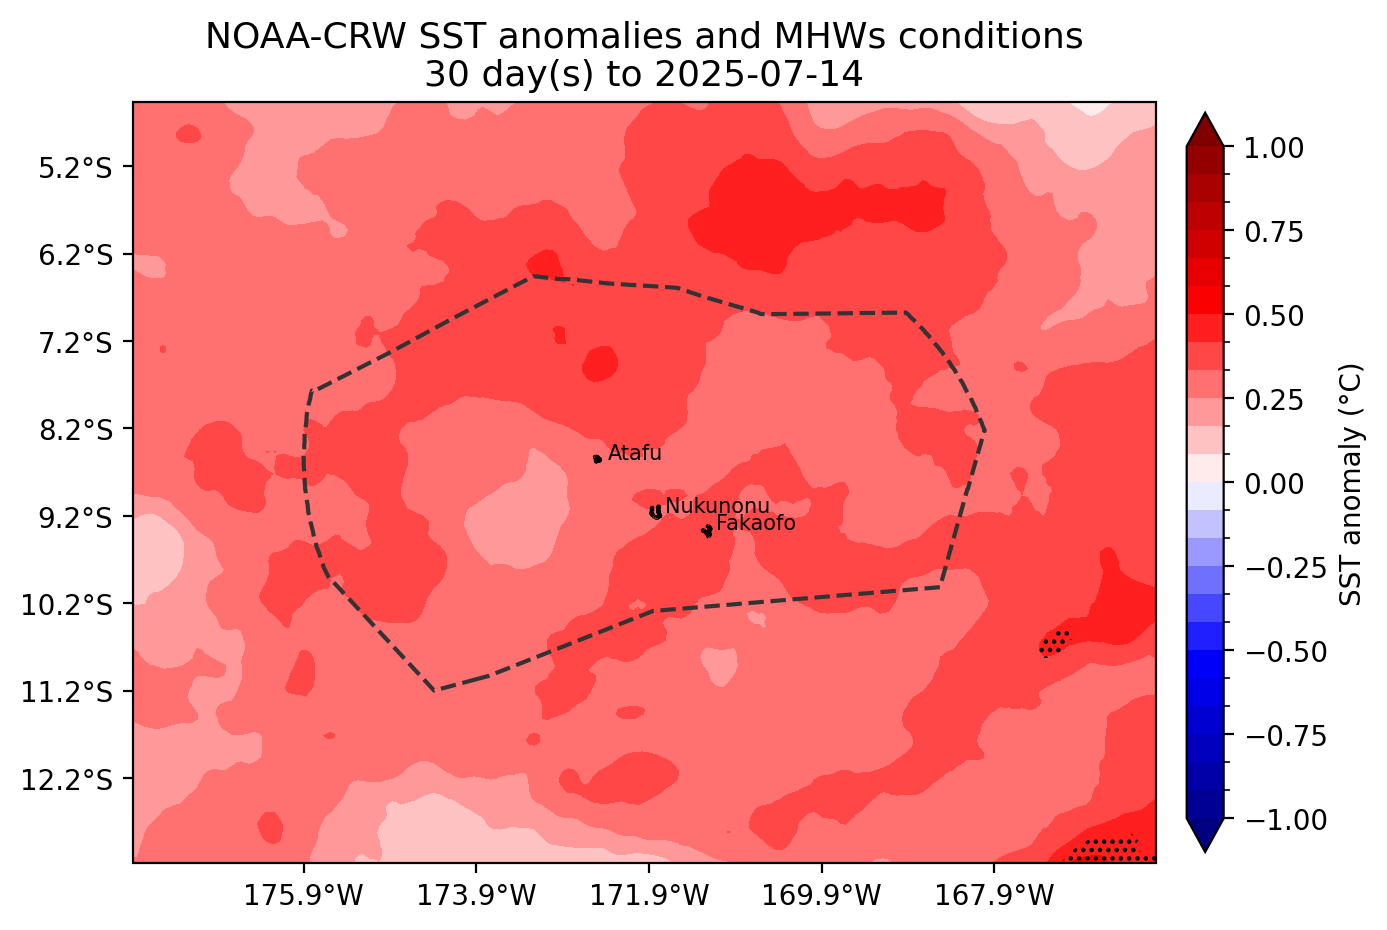 NOAA-CRW SST anomalies and MHWs conditions
30 day(s) to 2025-07-14
5.2°S
6.2°S
7.2°S
8.2°S
9.2°S
10.2°S
11.2°S
12.2°S
Atafu
Nukunonu
Fakaofo
175.9°W
173.9°W
171.9°W
169.9°W
167.9°W
1.00
0.75
0.50
0.25
0.00
−0.25
−0.50
−0.75
−1.00
SST anomaly (°C)